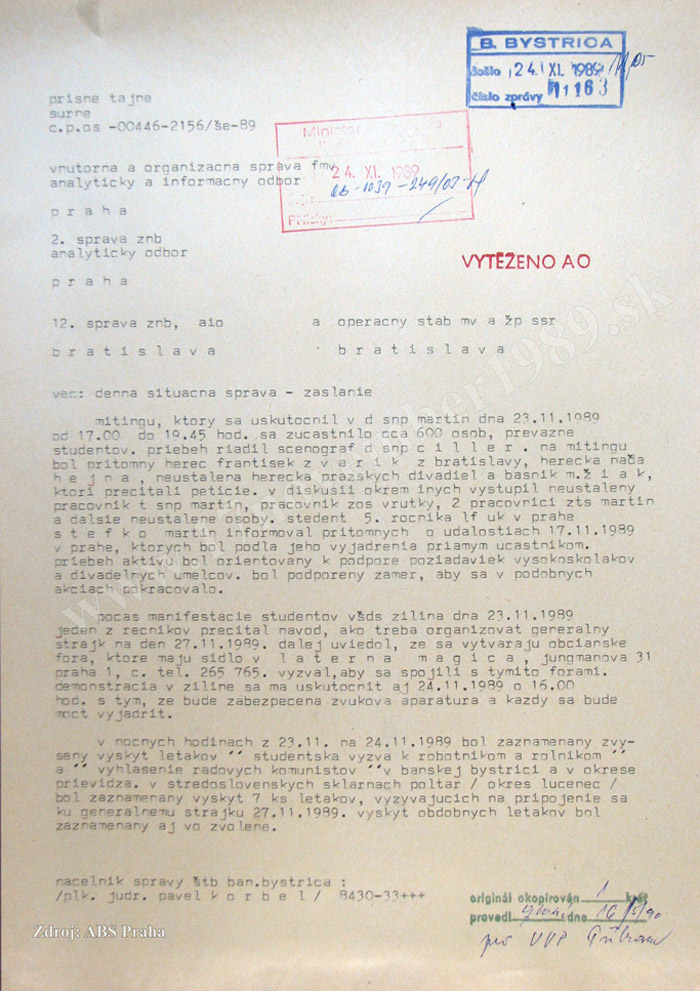 B. BYSTRICA
Došlo 24. XI. 1989
číslo zprávy 11163
prisne tajne
surne
c.p.os -00446-2156/še-89
24. XI. 1989
vnutorna a organizacna sprava fmv
analyticky a informacny odbor
p r a h a
2. sprava znb
analyticky odbor
VYTĚŽENO AO
p r a h a
12. sprava znb, aio a operacny stab mv a žp ssr
b r a t i s l a v a b r a t i s l a v a
vec: denna situacna sprava - zaslanie
mitingu, ktory sa uskutocnil v d snp martin dna 23.11.1989
od 17.00 do 19.45 hod. sa zucastnilo cca 600 osob, prevazne
studentov. priebeh riadil scenograf d snp c i l l e r . na mitingu
bol pritomny herec frantisek z v a r i k z bratislavy, herecka naďa
h e j n a , neustalena herecka prazskych divadiel a basnik m.ž i a k,
ktori precitali peticie. v diskusii okrem inych vystupil neustaleny
pracovnik t snp martin, pracovnik zos vrutky, 2 pracovnici zts martin
a dalsie neustalene osoby. stedent 5. rocnika lf uk v prahe
s t e f k o martin informoval pritomnych o udalostiach 17.11.1989
v prahe, ktorych bol podla jeho vyjadrenia priamym ucastnikom.
priebeh aktivu bol orientovany k podpore poziadaviek vysokoskolakov
a divadelnych umelcov. bol podporeny zamer, aby sa v podobnych
akciach pokracovalo.
pocas manifestacie studentov všds zilina dna 23.11.1989
jeden z recnikov precital navod, ako treba organizovat generalny
strajk na den 27.11.1989. dalej uviedol, ze sa vytvaraju obcianske
fora, ktore maju sidlo v l a t e r n a m a g i c a , jungmanova 31
praha 1, c. tel. 265 765. vyzval,aby sa spojili s tymito forami.
demonstracia v ziline sa ma uskutocnit aj 24.11.1989 o 16.00
hod. s tym, ze bude zabezpecena zvukova aparatura a kazdy sa bude
moct vyjadrit.
v nocnych hodinach z 23.11. na 24.11.1989 bol zaznamenany zvy-
seny vyskyt letakov ´´ studentska vyzva k robotnikom a rolnikom ´´
a ´´ vyhlasenie radovych komunistov ´´v banskej bystrici a v okrese
prievidza. v stredoslovenskych sklarnach poltar / okres lucenec /
bol zaznamenany vyskyt 7 ks letakov, vyzyvajucich na pripojenie sa
ku generalnemu strajku 27.11.1989. vyskyt obdobnych letakov bol
zaznamenany aj vo zvolene.
nacelnik spravy štb ban.bystrica :
/plk. judr. pavel k o r b e l / 8430-33+++
originál okopírován 1 krát
provedl dne
Zdroj: ABS Praha